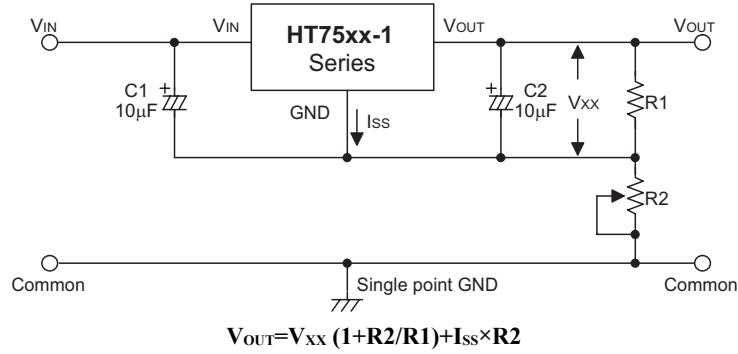 VIN
VIN
HT75xx-1
Series
VOUT
VOUT
C1
10μF
GND
ISS
C2
10μF
VXX
R1
R2
Common
Single point GND
Common
VOUT=VXX (1+R2/R1)+ISS×R2